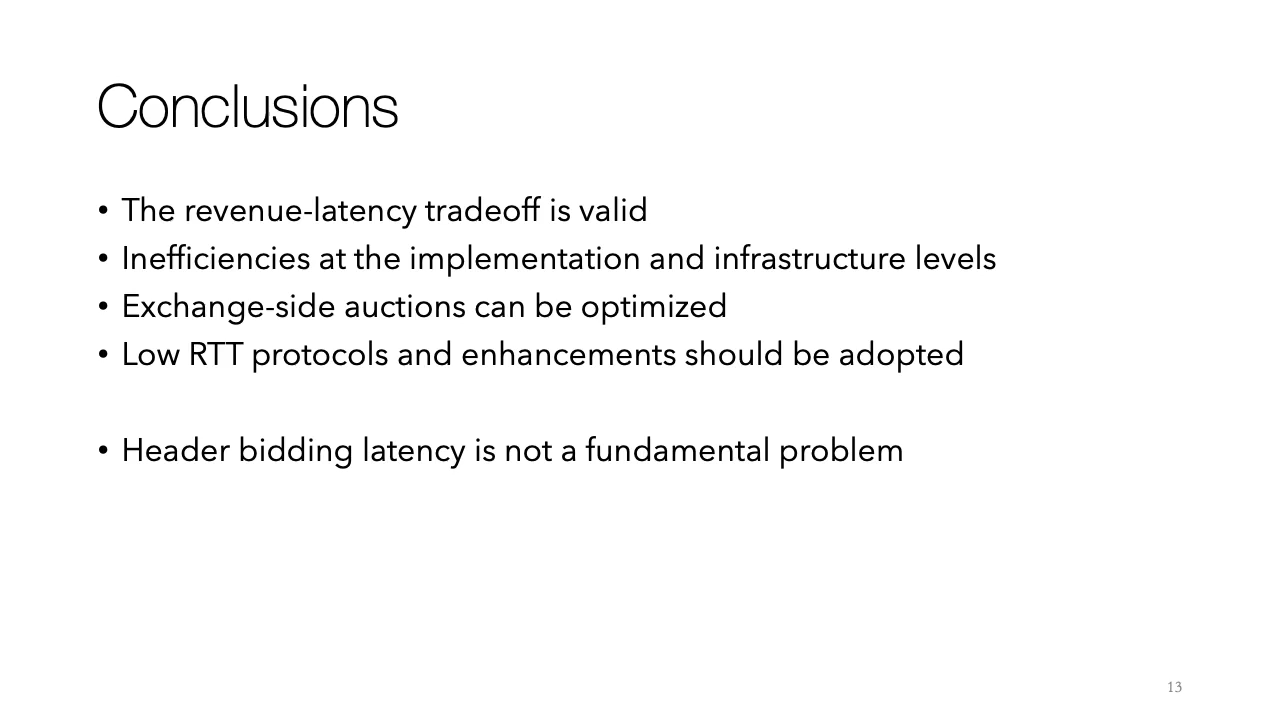 Conclusions
• The revenue-latency tradeoff is valid
• Inefficiencies at the implementation and infrastructure levels
• Exchange-side auctions can be optimized
• Low RTT protocols and enhancements should be adopted
• Header bidding latency is not a fundamental problem
13